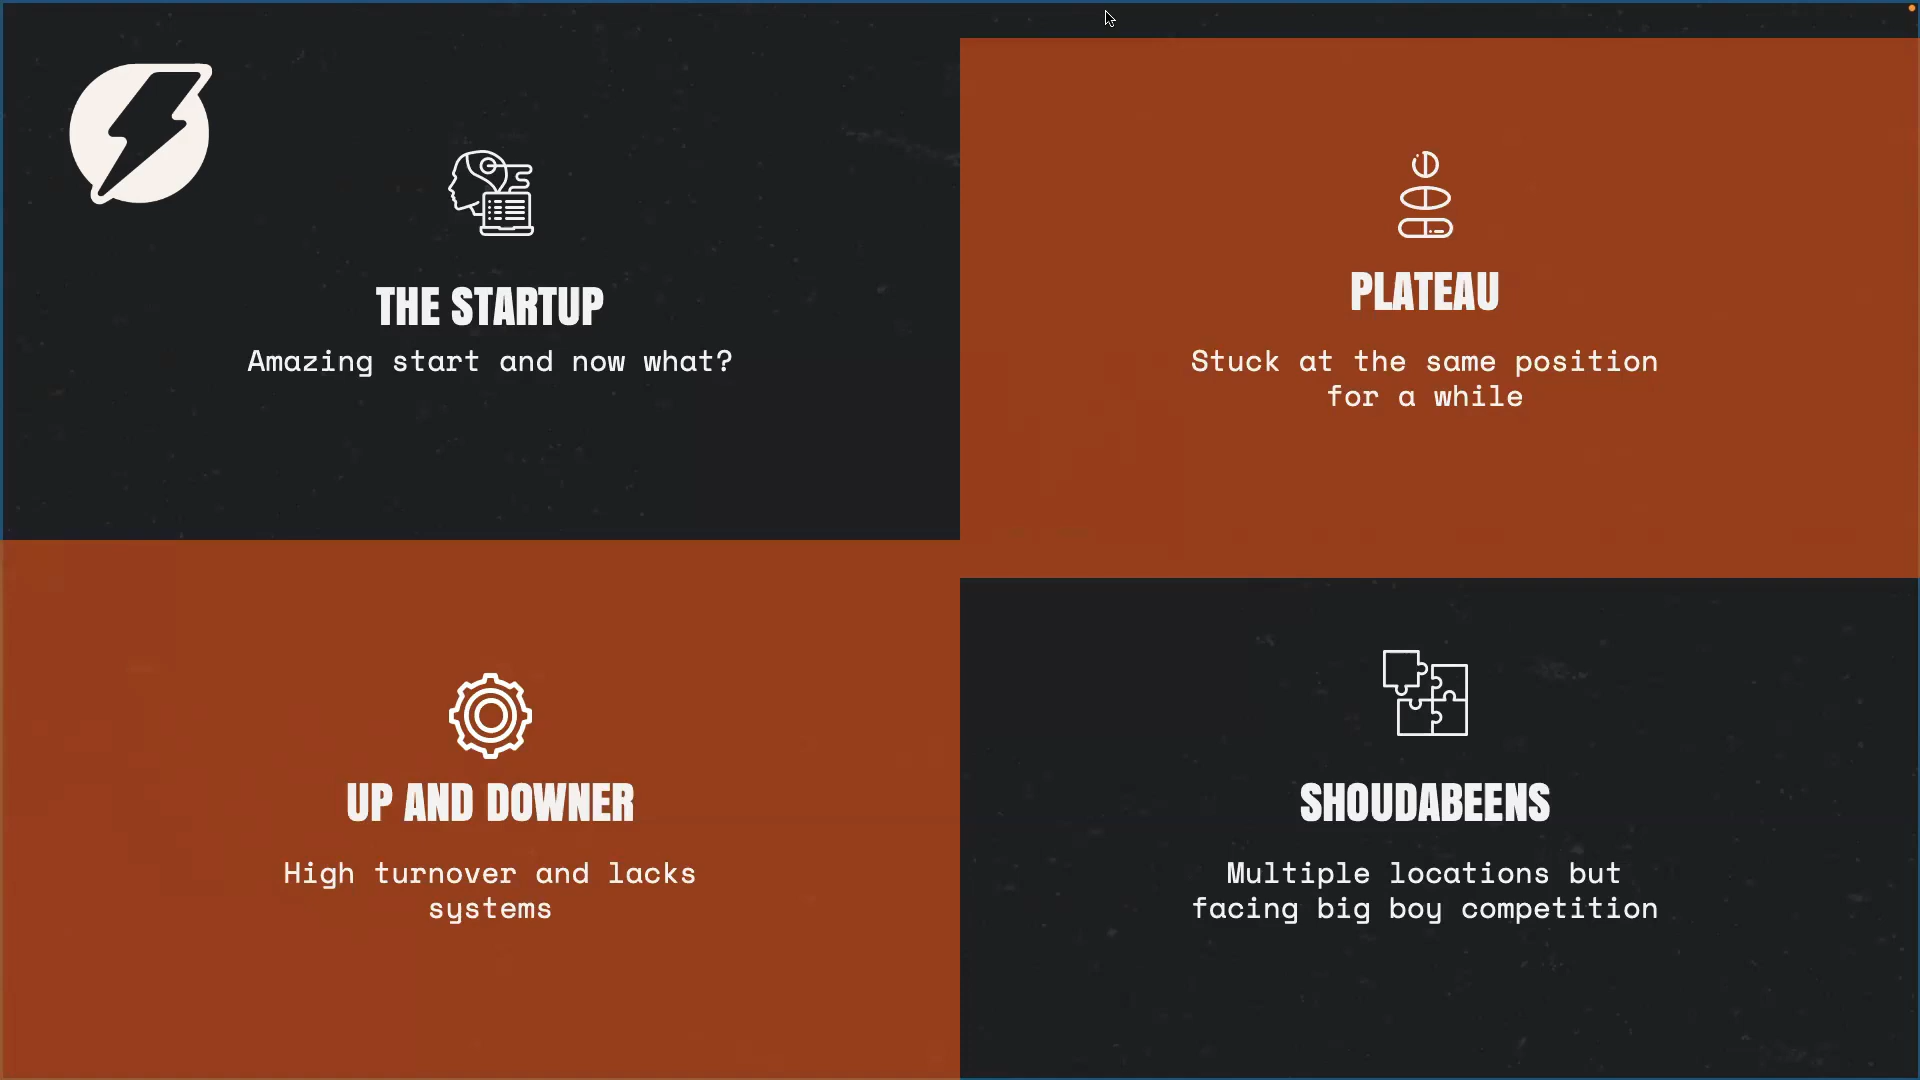 THE STARTUP
Amazing start and now what?
PLATEAU
Stuck at the same position
for a while
UP AND DOWNER
High turnover and lacks
systems
SHOUDABEENS
Multiple locations but
facing big boy competition